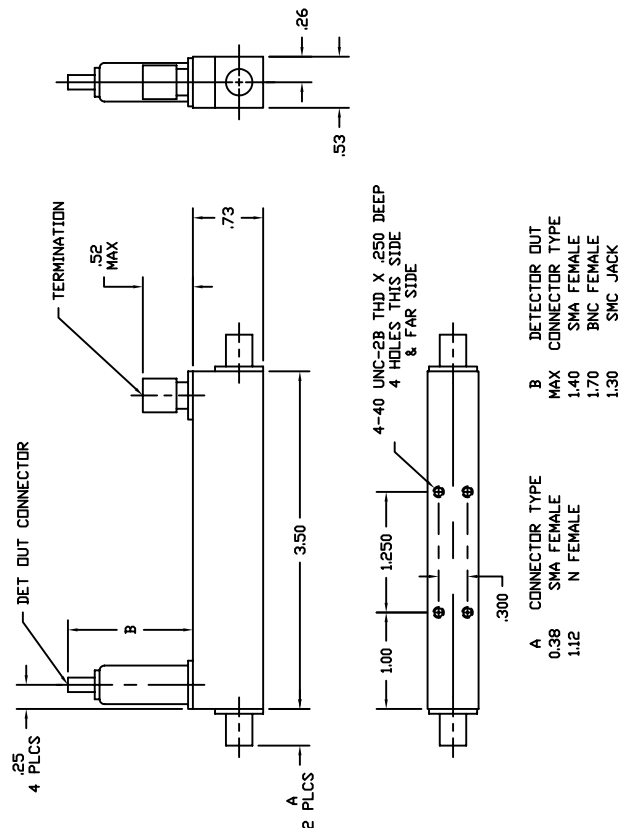 .26
.53
TERMINATION
.52
MAX
.73
DET OUT CONNECTOR
B
3.50
.25
4 PLCS
A
2 PLCS
4-40 UNC-2B THD X .250 DEEP
4 HOLES THIS SIDE
& FAR SIDE
1.250
1.00
.300
A CONNECTOR TYPE
0.38 SMA FEMALE
1.12 N FEMALE
B DETECTOR OUT
MAX CONNECTOR TYPE
1.40 SMA FEMALE
1.70 BNC FEMALE
1.30 SMC JACK